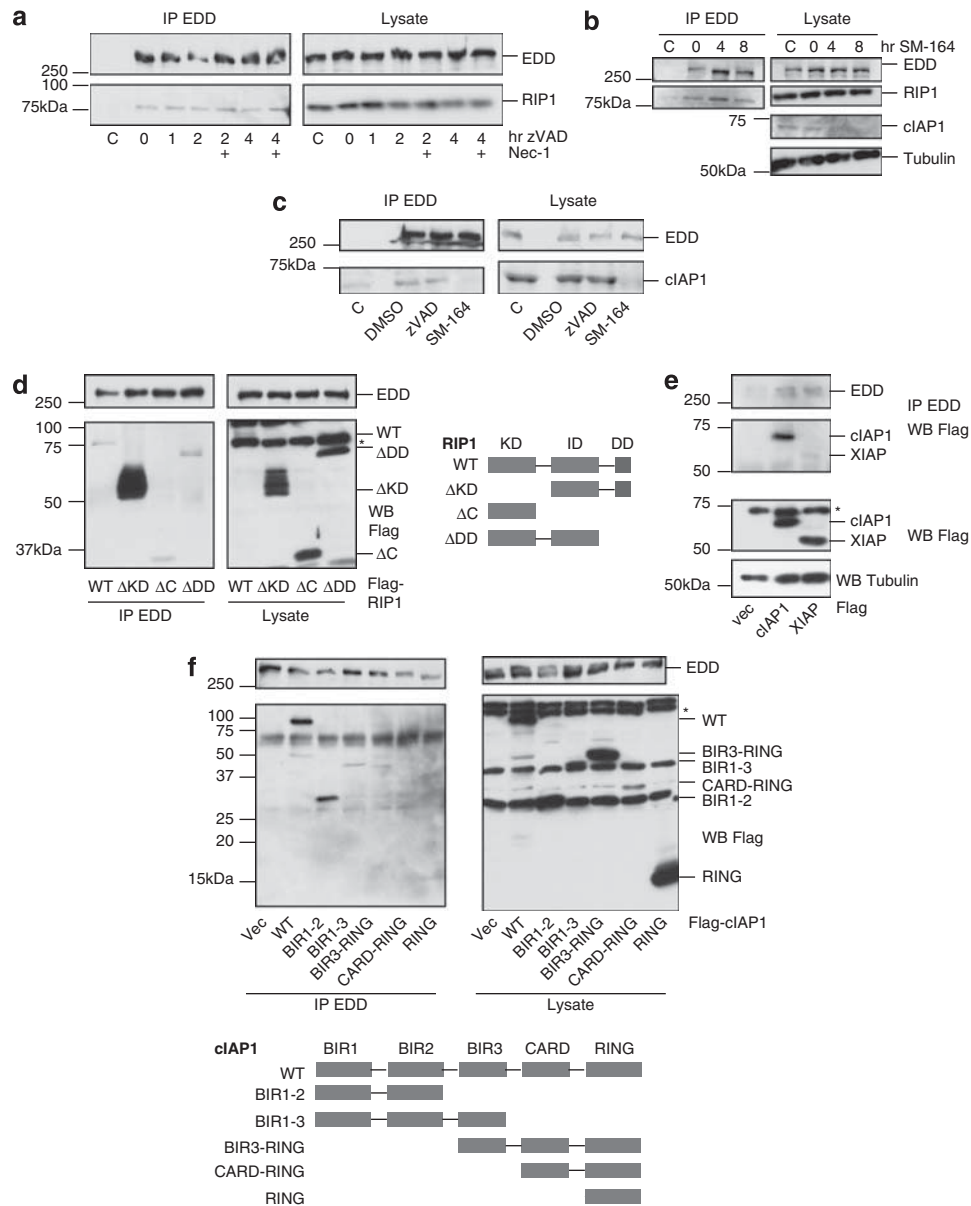 a
IP EDD
Lysate
250
100
75kDa
EDD
RIP1
C 0 1 2 2 4 4
+ +
C 0 1 2 2 4 4 hr zVAD
+ + Nec-1
b
IP EDD
Lysate
C 0 4 8
C 0 4 8 hr SM-164
250
75kDa
75
50kDa
EDD
RIP1
cIAP1
Tubulin
c
IP EDD
Lysate
250
75kDa
EDD
cIAP1
C
DMSO
zVAD
SM-164
C
DMSO
zVAD
SM-164
d
250
100
75
50
37kDa
EDD
WT
*
ΔDD
ΔKD
WB
Flag
ΔC
WT ΔKD ΔC ΔDD
WT ΔKD ΔC ΔDD
Flag-
RIP1
IP EDD
Lysate
RIP1 KD ID DD
WT
ΔKD
ΔC
ΔDD
e
250
75
50
75
50
50kDa
EDD
IP EDD
WB Flag
cIAP1
XIAP
*
cIAP1
XIAP
WB Flag
WB Tubulin
vec
cIAP1
XIAP
Flag
f
250
100
75
50
37
25
20
15kDa
EDD
*
WT
BIR3-RING
BIR1-3
CARD-RING
*
BIR1-2
WB Flag
RING
Flag-cIAP1
Vec
WT
BIR1-2
BIR1-3
BIR3-RING
CARD-RING
RING
IP EDD
Vec
WT
BIR1-2
BIR1-3
BIR3-RING
CARD-RING
RING
Lysate
cIAP1 BIR1 BIR2 BIR3 CARD RING
WT
BIR1-2
BIR1-3
BIR3-RING
CARD-RING
RING